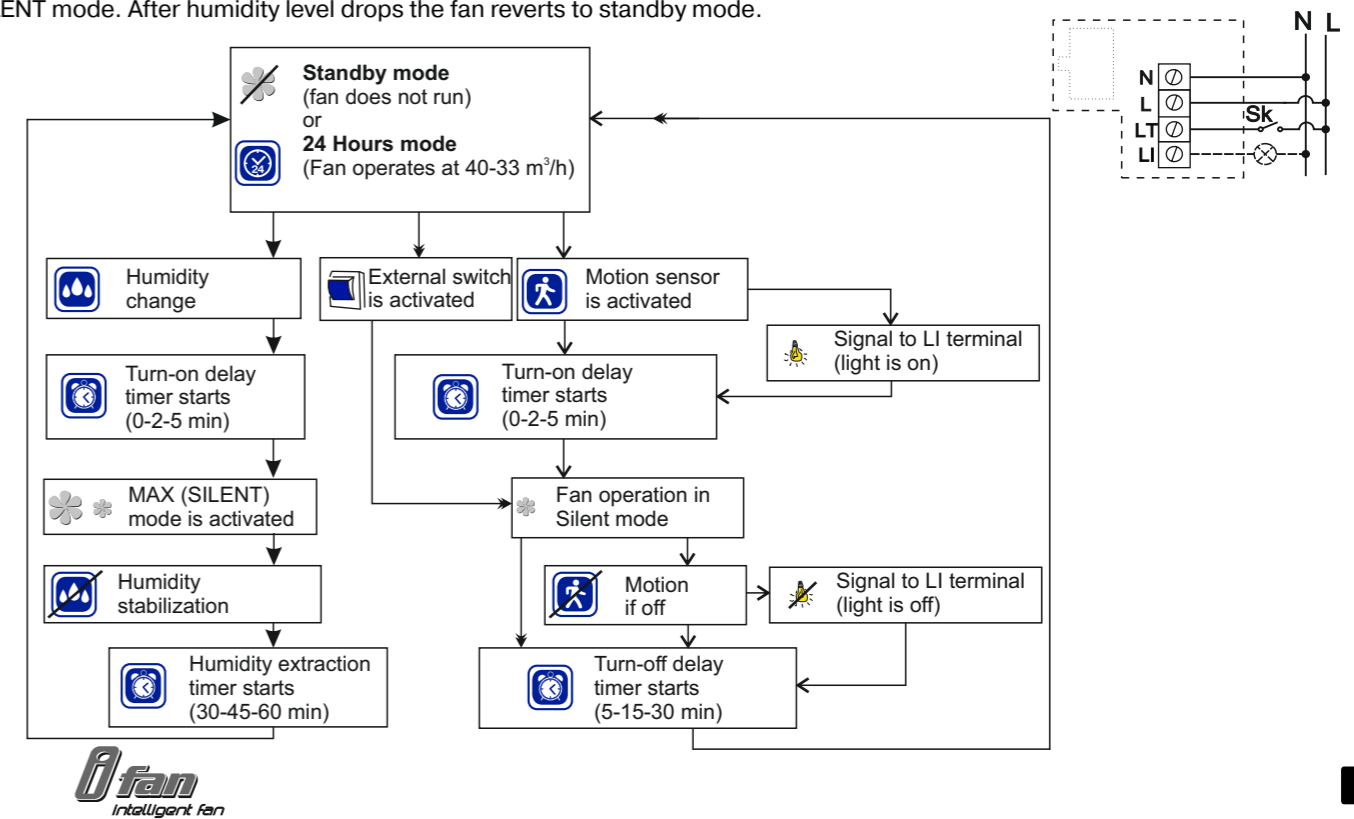 ENT mode. After humidity level drops the fan reverts to standby mode.
N L
Standby mode
(fan does not run)
or
24 Hours mode
24
(Fan operates at 40-33 m³/h)
N
L
Sk
LT
LI
Humidity
change
External switch
is activated
Motion sensor
is activated
Signal to LI terminal
(light is on)
Turn-on delay
timer starts
(0-2-5 min)
Turn-on delay
timer starts
(0-2-5 min)
MAX (SILENT)
mode is activated
Fan operation in
Silent mode
Humidity
stabilization
Motion
if off
Signal to LI terminal
(light is off)
Humidity extraction
timer starts
(30-45-60 min)
Turn-off delay
timer starts
(5-15-30 min)
i fan
intelligent fan